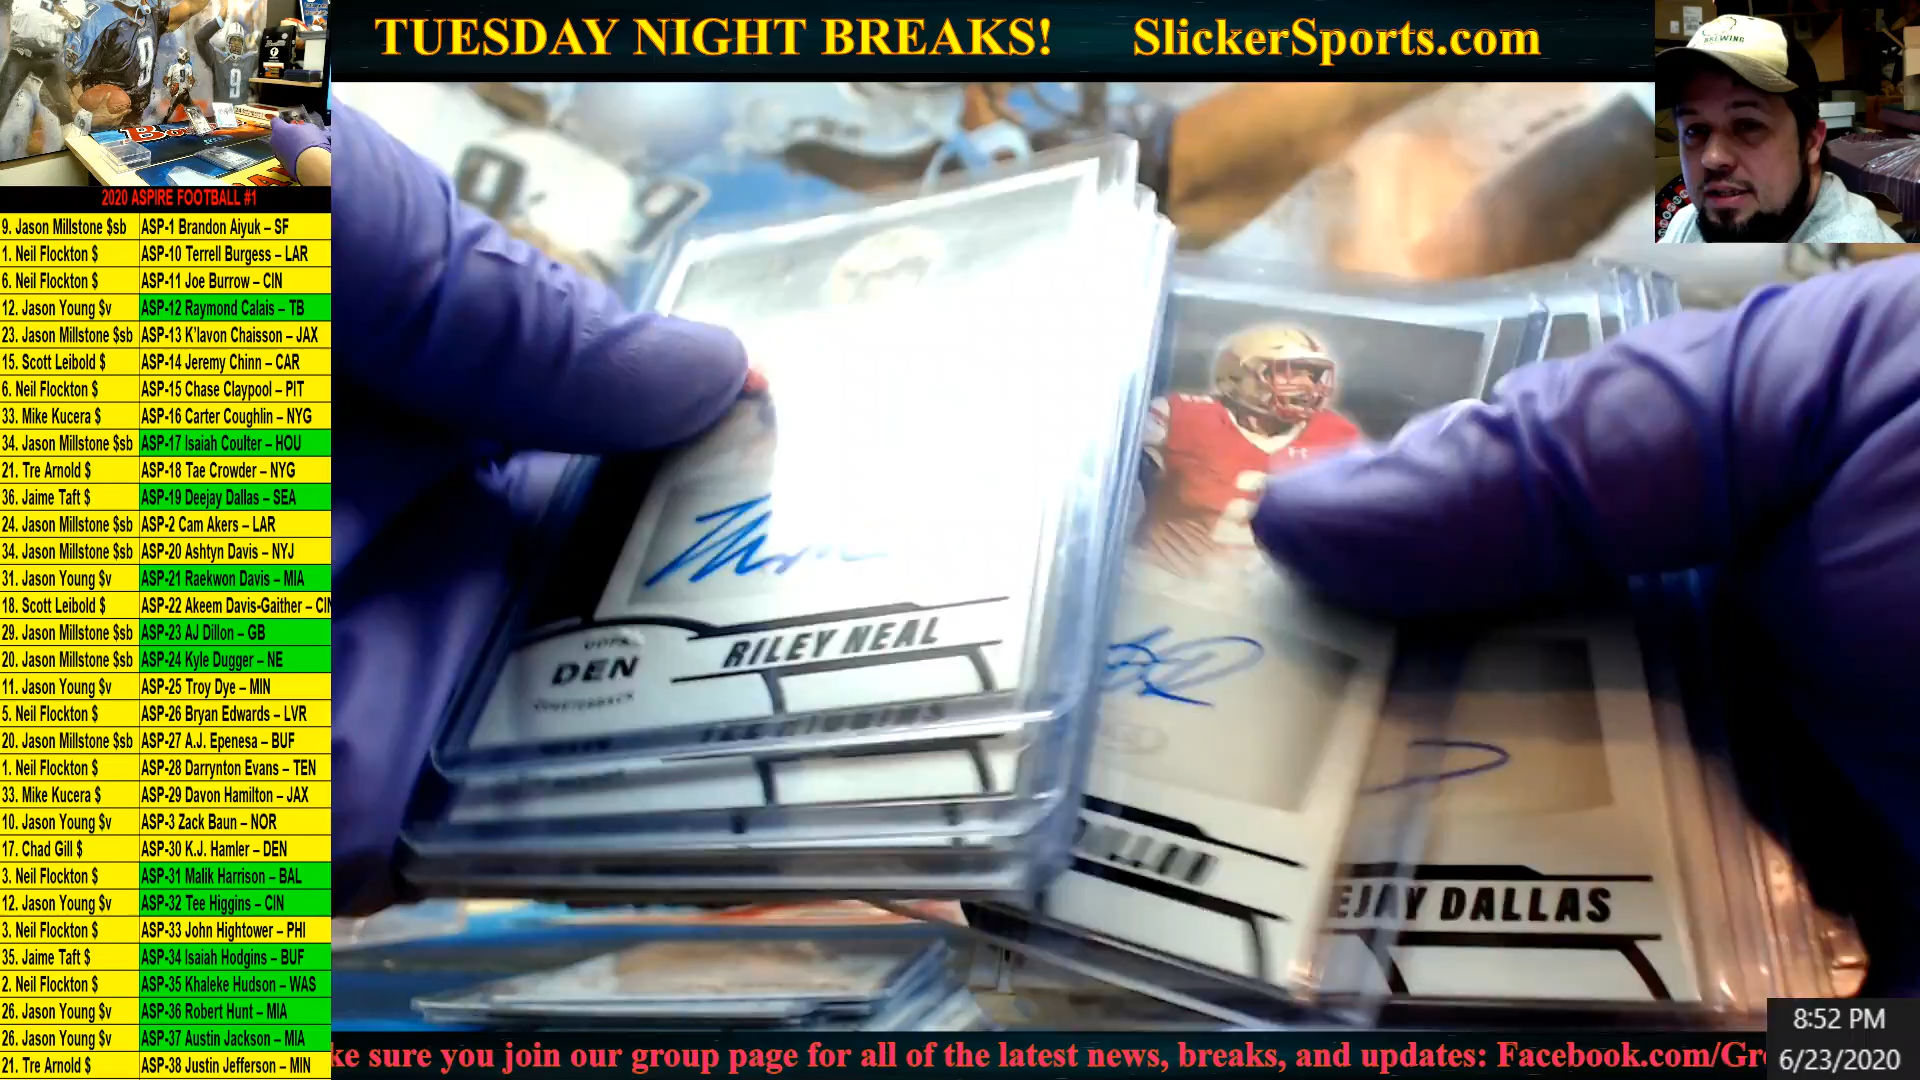 TUESDAY NIGHT BREAKS! SlickerSports.com
2020 ASPIRE FOOTBALL #1
9. Jason Millstone $sb ASP-1 Brandon Aiyuk – SF
1. Neil Flockton $ ASP-10 Terrell Burgess – LAR
6. Neil Flockton $ ASP-11 Joe Burrow – CIN
12. Jason Young $v ASP-12 Raymond Calais – TB
23. Jason Millstone $sb ASP-13 K'lavon Chaisson – JAX
15. Scott Leibold $ ASP-14 Jeremy Chinn – CAR
6. Neil Flockton $ ASP-15 Chase Claypool – PIT
33. Mike Kucera $ ASP-16 Carter Coughlin – NYG
34. Jason Millstone $sb ASP-17 Isaiah Coulter – HOU
21. Tre Arnold $ ASP-18 Tae Crowder – NYG
36. Jaime Taft $ ASP-19 Deejay Dallas – SEA
24. Jason Millstone $sb ASP-2 Cam Akers – LAR
34. Jason Millstone $sb ASP-20 Ashtyn Davis – NYJ
31. Jason Young $v ASP-21 Raekwon Davis – MIA
18. Scott Leibold $ ASP-22 Akeem Davis-Gaither – CIN
29. Jason Millstone $sb ASP-23 AJ Dillon – GB
20. Jason Millstone $sb ASP-24 Kyle Dugger – NE
11. Jason Young $v ASP-25 Troy Dye – MIN
5. Neil Flockton $ ASP-26 Bryan Edwards – LVR
20. Jason Millstone $sb ASP-27 A.J. Epenesa – BUF
1. Neil Flockton $ ASP-28 Darrynton Evans – TEN
33. Mike Kucera $ ASP-29 Davon Hamilton – JAX
10. Jason Young $v ASP-3 Zack Baun – NOR
17. Chad Gill $ ASP-30 K.J. Hamler – DEN
3. Neil Flockton $ ASP-31 Malik Harrison – BAL
12. Jason Young $v ASP-32 Tee Higgins – CIN
3. Neil Flockton $ ASP-33 John Hightower – PHI
35. Jaime Taft $ ASP-34 Isaiah Hodgins – BUF
2. Neil Flockton $ ASP-35 Khaleke Hudson – WAS
26. Jason Young $v ASP-36 Robert Hunt – MIA
26. Jason Young $v ASP-37 Austin Jackson – MIA
21. Tre Arnold $ ASP-38 Justin Jefferson – MIN
DEN RILEY NEAL
TEE HIGGINS
EJAY DALLAS
ke sure you join our group page for all of the latest news, breaks, and updates: Facebook.com/Gr
8:52 PM
6/23/2020